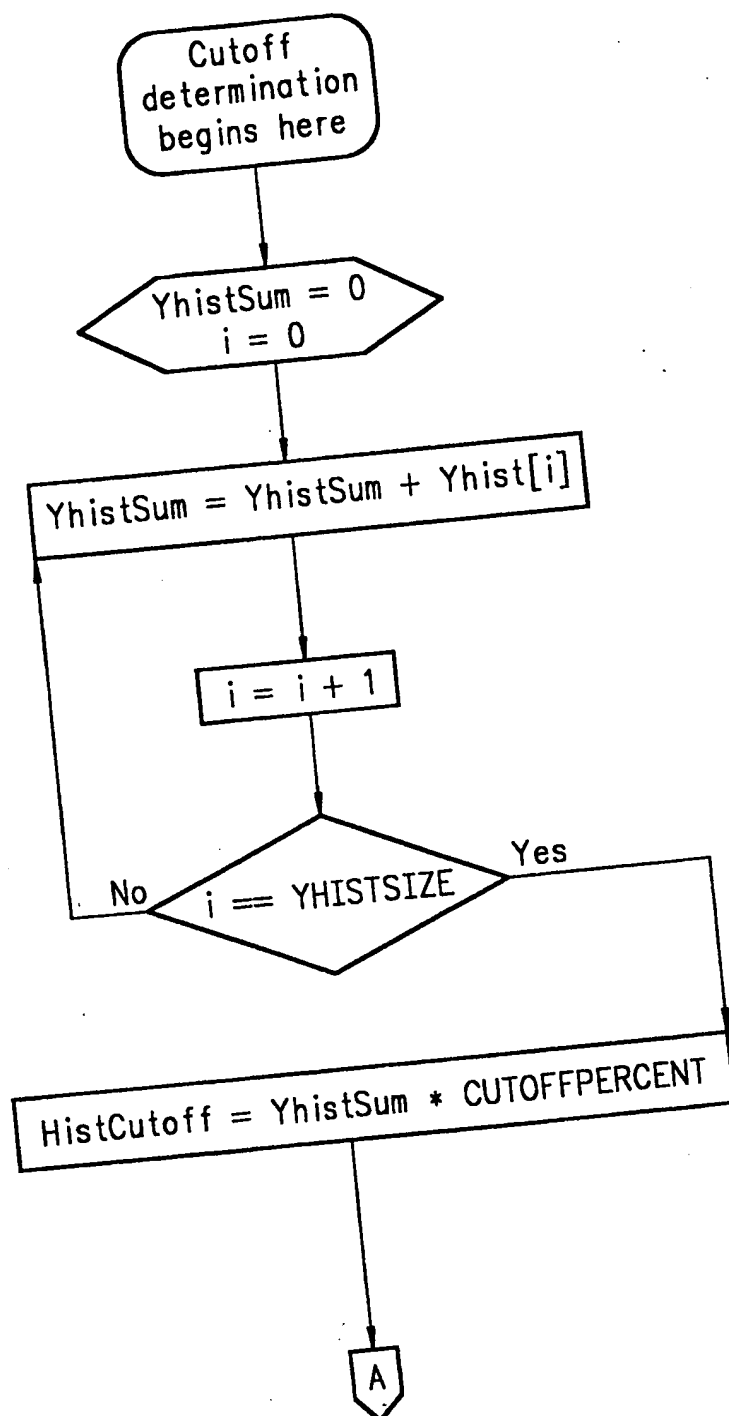 Cutoff
determination
begins here
YhistSum = 0
i = 0
YhistSum = YhistSum + Yhist[i]
i = i + 1
i == YHISTSIZE
No
Yes
HistCutoff = YhistSum * CUTOFFPERCENT
A